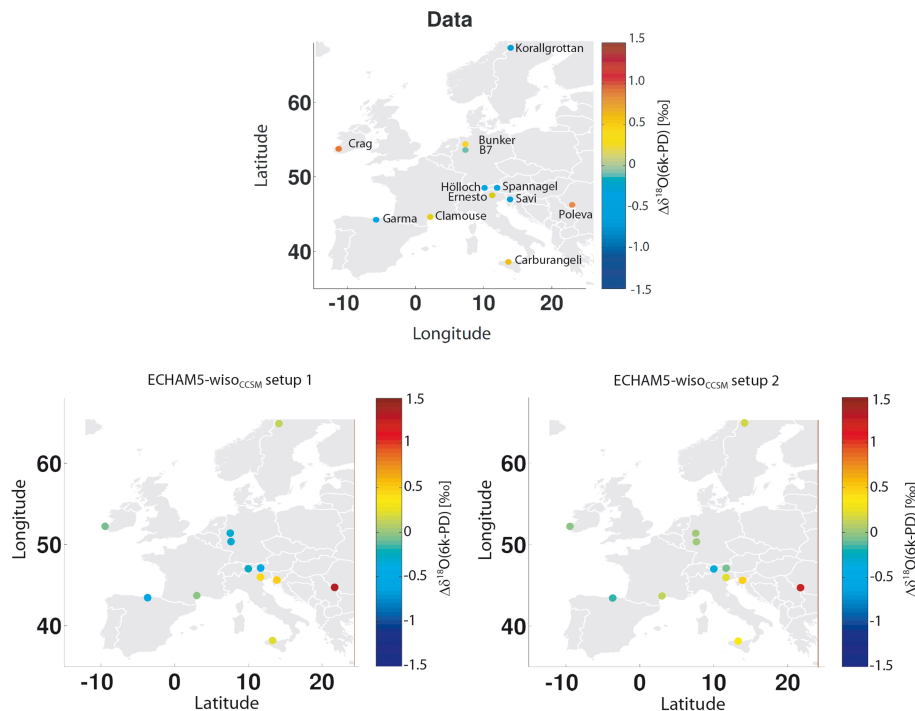 Data
1.5
1.0
0.5
0
-0.5
-1.0
-1.5
Δδ¹⁸O(6k-PD) [‰]
60
50
40
Latitude
-10
0
10
20
Longitude
Korallgrottan
Crag
Bunker
B7
Hölloch
Spannagel
Ernesto
Savi
Poleva
Garma
Clamouse
Carburangeli
ECHAM5-wiso CCSM setup 1
60
50
40
Longitude
-10
0
10
20
Latitude
1.5
1
0.5
0
-0.5
-1
-1.5
Δδ¹⁸O(6k-PD) [‰]
ECHAM5-wiso CCSM setup 2
60
50
40
Longitude
-10
0
10
20
Latitude
1.5
1
0.5
0
-0.5
-1
-1.5
Δδ¹⁸O(6k-PD) [‰]